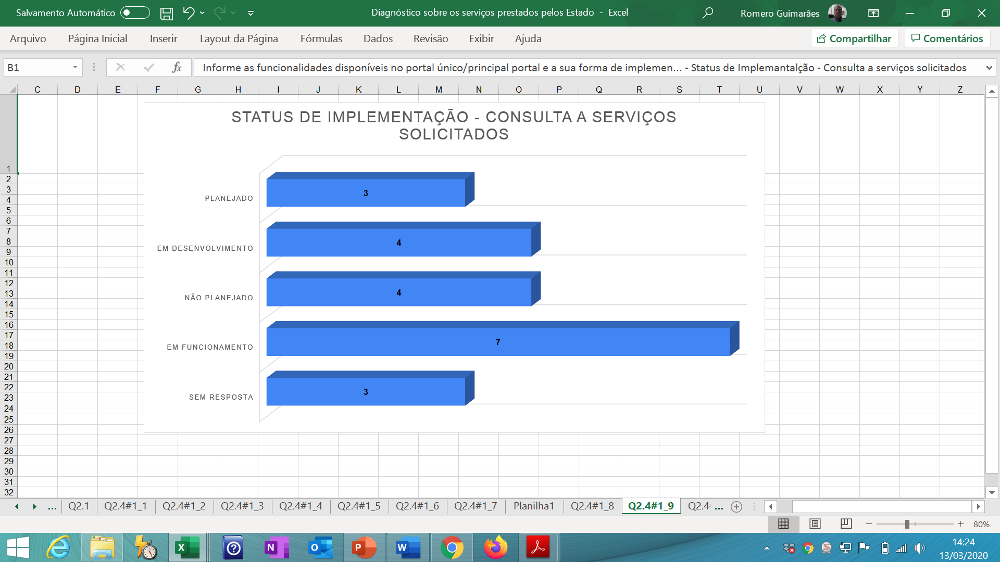 Salvamento Automático
Diagnóstico sobre os serviços prestados pelos Estado - Excel
Romero Guimarães
Arquivo Página Inicial Inserir Layout da Página Fórmulas Dados Revisão Exibir Ajuda
Compartilhar Comentários
B1
fx
Informe as funcionalidades disponíveis no portal único/principal portal e a sua forma de implemen... - Status de Implemantalção - Consulta a serviços solicitados
C D E F G H I J K L M N O P Q R S T U V W X Y Z
STATUS DE IMPLEMENTAÇÃO - CONSULTA A SERVIÇOS
SOLICITADOS
PLANEJADO 3
EM DESENVOLVIMENTO 4
NÃO PLANEJADO 4
EM FUNCIONAMENTO 7
SEM RESPOSTA 3
1
2
3
4
5
6
7
8
9
10
11
12
13
14
15
16
17
18
19
20
21
22
23
24
25
26
27
28
29
30
31
32
... Q2.1 Q2.4#1_1 Q2.4#1_2 Q2.4#1_3 Q2.4#1_4 Q2.4#1_5 Q2.4#1_6 Q2.4#1_7 Planilha1 Q2.4#1_8 Q2.4#1_9 Q2.4 ...
80%
14:24
13/03/2020